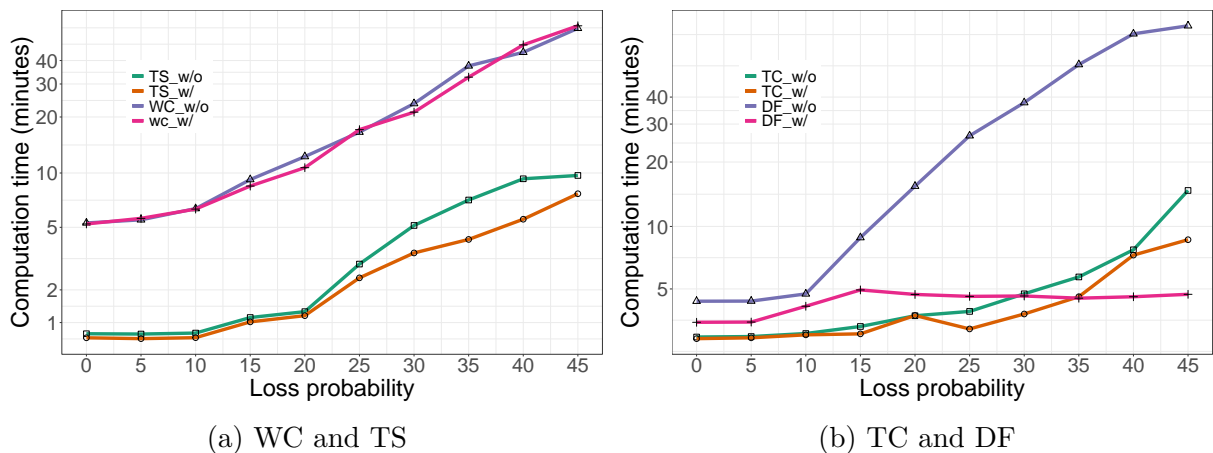 Computation time (minutes)
40
30
20
10
5
2
1
TS_w/o
TS_w/
WC_w/o
wc_w/
0 5 10 15 20 25 30 35 40 45
Loss probability
(a) WC and TS
Computation time (minutes)
40
30
20
10
5
TC_w/o
TC_w/
DF_w/o
DF_w/
0 5 10 15 20 25 30 35 40 45
Loss probability
(b) TC and DF